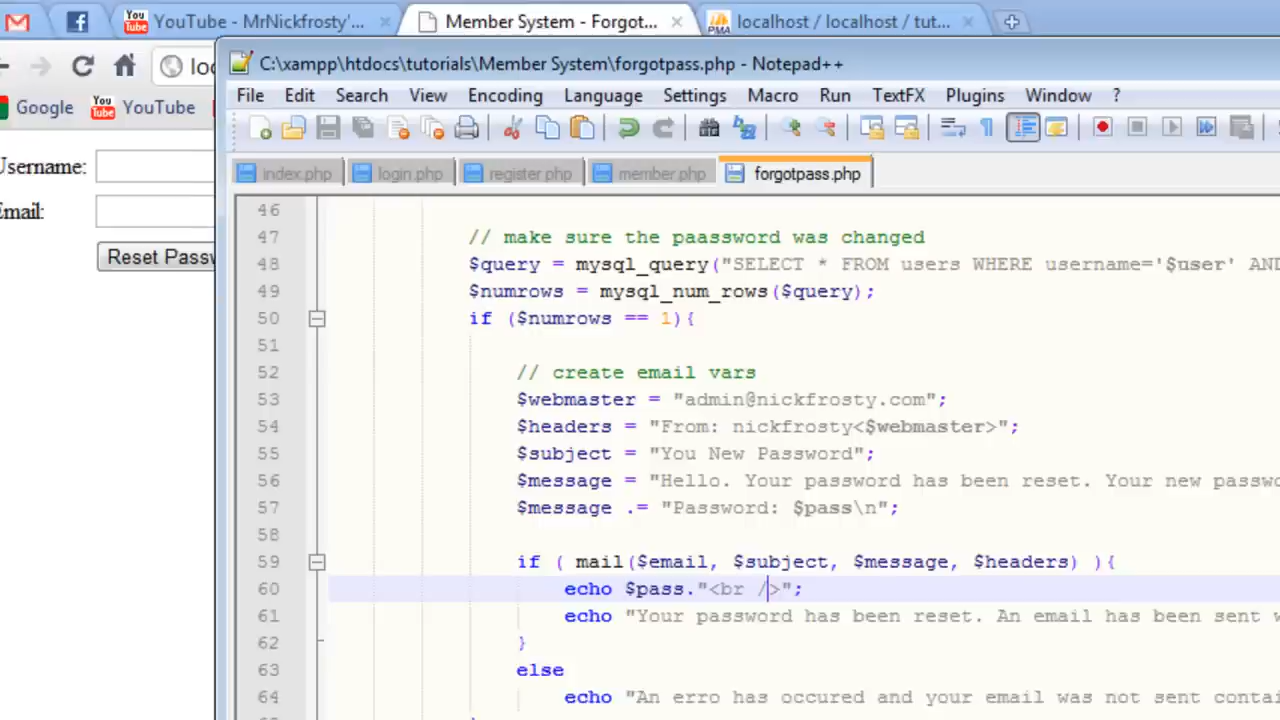 YouTube - MrNickfrosty'...
Member System - Forgot...
localhost / localhost / tut...
PMA
C:\xampp\htdocs\tutorials\Member System\forgotpass.php - Notepad++
File Edit Search View Encoding Language Settings Macro Run TextFX Plugins Window ?
Google YouTube
index.php login.php register.php member.php forgotpass.php
Username:
Email:
Reset Passw
46
47 // make sure the paassword was changed
48 $query = mysql_query("SELECT * FROM users WHERE username='$user' AND
49 $numrows = mysql_num_rows($query);
50 if ($numrows == 1){
51
52 // create email vars
53 $webmaster = "admin@nickfrosty.com";
54 $headers = "From: nickfrosty<$webmaster>";
55 $subject = "You New Password";
56 $message = "Hello. Your password has been reset. Your new passwo
57 $message .= "Password: $pass\n";
58
59 if ( mail($email, $subject, $message, $headers) ){
60 echo $pass."<br />";
61 echo "Your password has been reset. An email has been sent w
62 }
63 else
64 echo "An erro has occured and your email was not sent contai